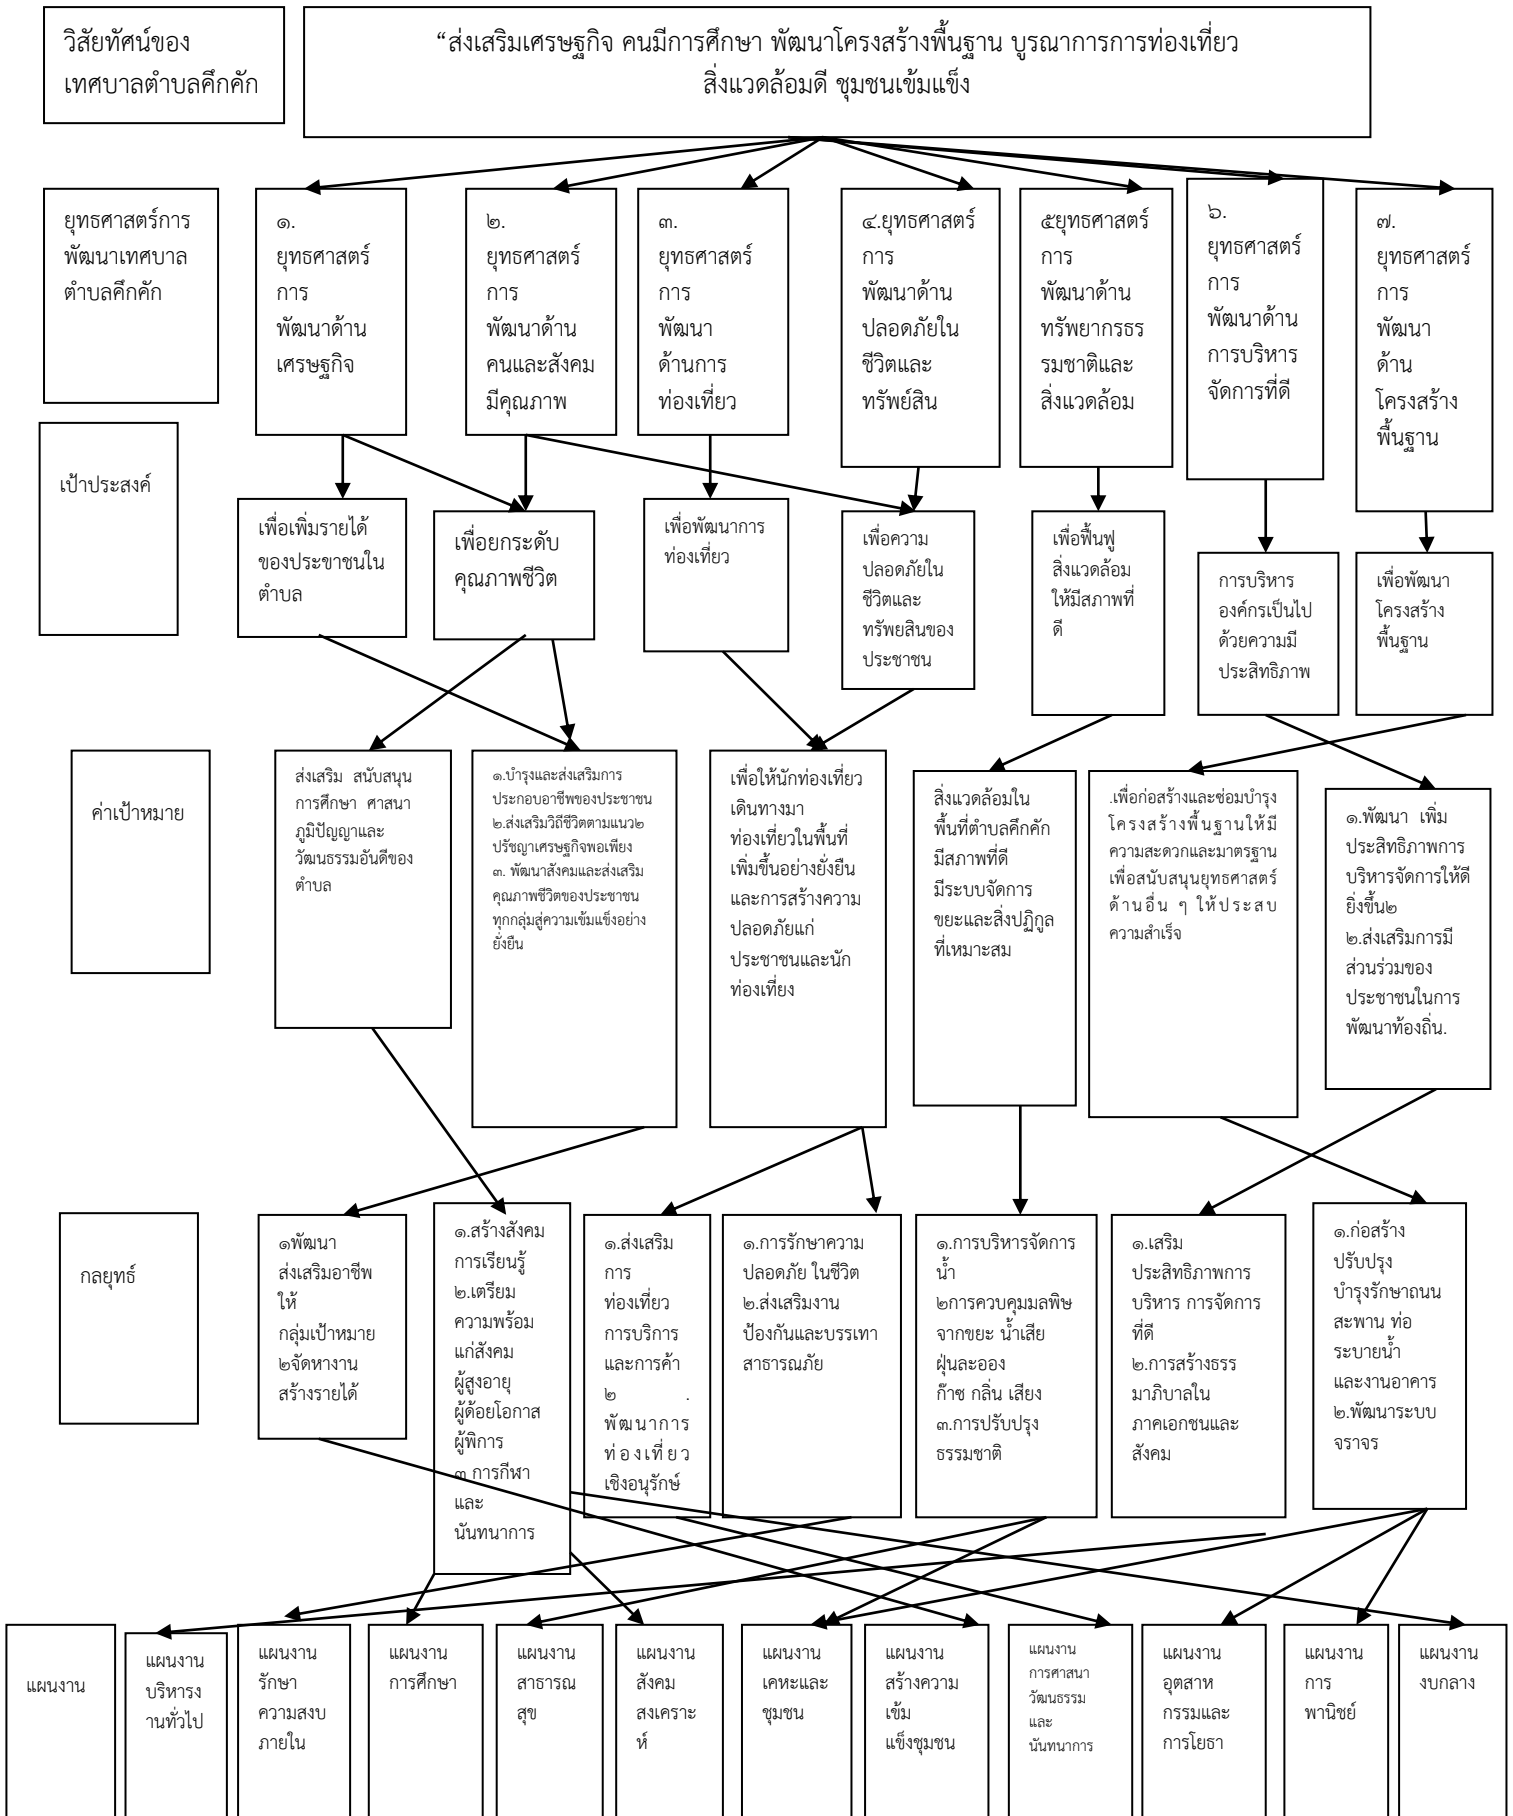 วิสัยทัศน์ของ
เทศบาลตำบลคึกคัก
“ส่งเสริมเศรษฐกิจ คนมีการศึกษา พัฒนาโครงสร้างพื้นฐาน บูรณาการการท่องเที่ยว
สิ่งแวดล้อมดี ชุมชนเข้มแข็ง
ยุทธศาสตร์การ
พัฒนาเทศบาล
ตำบลคึกคัก
๑.
ยุทธศาสตร์
การ
พัฒนาด้าน
เศรษฐกิจ
๒.
ยุทธศาสตร์
การ
พัฒนาด้าน
คนและสังคม
มีคุณภาพ
๓.
ยุทธศาสตร์
การ
พัฒนา
ด้านการ
ท่องเที่ยว
๔.ยุทธศาสตร์
การ
พัฒนาด้าน
ปลอดภัยใน
ชีวิตและ
ทรัพย์สิน
๕ยุทธศาสตร์
การ
พัฒนาด้าน
ทรัพยากรธร
รมชาติและ
สิ่งแวดล้อม
๖.
ยุทธศาสตร์
การ
พัฒนาด้าน
การบริหาร
จัดการที่ดี
๗.
ยุทธศาสตร์
การ
พัฒนา
ด้าน
โครงสร้าง
พื้นฐาน
เป้าประสงค์
เพื่อเพิ่มรายได้
ของประขาชนใน
ตำบล
เพื่อยกระดับ
คุณภาพชีวิต
เพื่อพัฒนาการ
ท่องเที่ยว
เพื่อความ
ปลอดภัยใน
ชีวิตและ
ทรัพยสินของ
ประชาชน
เพื่อฟื้นฟู
สิ่งแวดล้อม
ให้มีสภาพที่
ดี
การบริหาร
องค์กรเป็นไป
ด้วยความมี
ประสิทธิภาพ
เพื่อพัฒนา
โครงสร้าง
พื้นฐาน
ค่าเป้าหมาย
ส่งเสริม สนับสนุน
การศึกษา ศาสนา
ภูมิปัญญาและ
วัฒนธรรมอันดีของ
ตำบล
๑.บำรุงและส่งเสริมการ
ประกอบอาชีพของประชาชน
๒.ส่งเสริมวิถีชีวิตตามแนว๒
ปรัชญาเศรษฐกิจพอเพียง
๓. พัฒนาสังคมและส่งเสริม
คุณภาพชีวิตของประชาชน
ทุกกลุ่มสู่ความเข้มแข็งอย่าง
ยั่งยืน
เพื่อให้นักท่องเที่ยว
เดินทางมา
ท่องเที่ยวในพื้นที่
เพิ่มขึ้นอย่างยั่งยืน
และการสร้างความ
ปลอดภัยแก่
ประชาชนและนัก
ท่องเที่ยง
สิ่งแวดล้อมใน
พื้นที่ตำบลคึกคัก
มีสภาพที่ดี
มีระบบจัดการ
ขยะและสิ่งปฏิกูล
ที่เหมาะสม
.เพื่อก่อสร้างและซ่อมบำรุง
โครงสร้างพื้นฐานให้มี
ความสะดวกและมาตรฐาน
เพื่อสนับสนุนยุทธศาสตร์
ด้านอื่น ๆ ให้ประสบ
ความสำเร็จ
๑.พัฒนา เพิ่ม
ประสิทธิภาพการ
บริหารจัดการให้ดี
ยิ่งขึ้น๒
๒.ส่งเสริมการมี
ส่วนร่วมของ
ประชาชนในการ
พัฒนาท้องถิ่น.
กลยุทธ์
๑พัฒนา
ส่งเสริมอาชีพ
ให้
กลุ่มเป้าหมาย
๒จัดหางาน
สร้างรายได้
๑.สร้างสังคม
การเรียนรู้
๒.เตรียม
ความพร้อม
แก่สังคม
ผู้สูงอายุ
ผู้ด้อยโอกาส
ผู้พิการ
๓ การกีฬา
และ
นันทนาการ
๑.ส่งเสริม
การ
ท่องเที่ยว
การบริการ
และการค้า
๒ .
พัฒนาการ
ท่องเที่ยว
เชิงอนุรักษ์
๑.การรักษาความ
ปลอดภัย ในชีวิต
๒.ส่งเสริมงาน
ป้องกันและบรรเทา
สาธารณภัย
๑.การบริหารจัดการ
น้ำ
๒การควบคุมมลพิษ
จากขยะ น้ำเสีย
ฝุ่นละออง
ก๊าซ กลิ่น เสียง
๓.การปรับปรุง
ธรรมชาติ
๑.เสริม
ประสิทธิภาพการ
บริหาร การจัดการ
ที่ดี
๒.การสร้างธรร
มาภิบาลใน
ภาคเอกชนและ
สังคม
๑.ก่อสร้าง
ปรับปรุง
บำรุงรักษาถนน
สะพาน ท่อ
ระบายน้ำ
และงานอาคาร
๒.พัฒนาระบบ
จราจร
แผนงาน
แผนงาน
บริหารง
านทั่วไป
แผนงาน
รักษา
ความสงบ
ภายใน
แผนงาน
การศึกษา
แผนงาน
สาธารณ
สุข
แผนงาน
สังคม
สงเคราะ
ห์
แผนงาน
เคหะและ
ชุมชน
แผนงาน
สร้างความ
เข้ม
แข็งชุมชน
แผนงาน
การศาสนา
วัฒนธรรม
และ
นันทนาการ
แผนงาน
อุตสาห
กรรมและ
การโยธา
แผนงาน
การ
พานิชย์
แผนงาน
งบกลาง